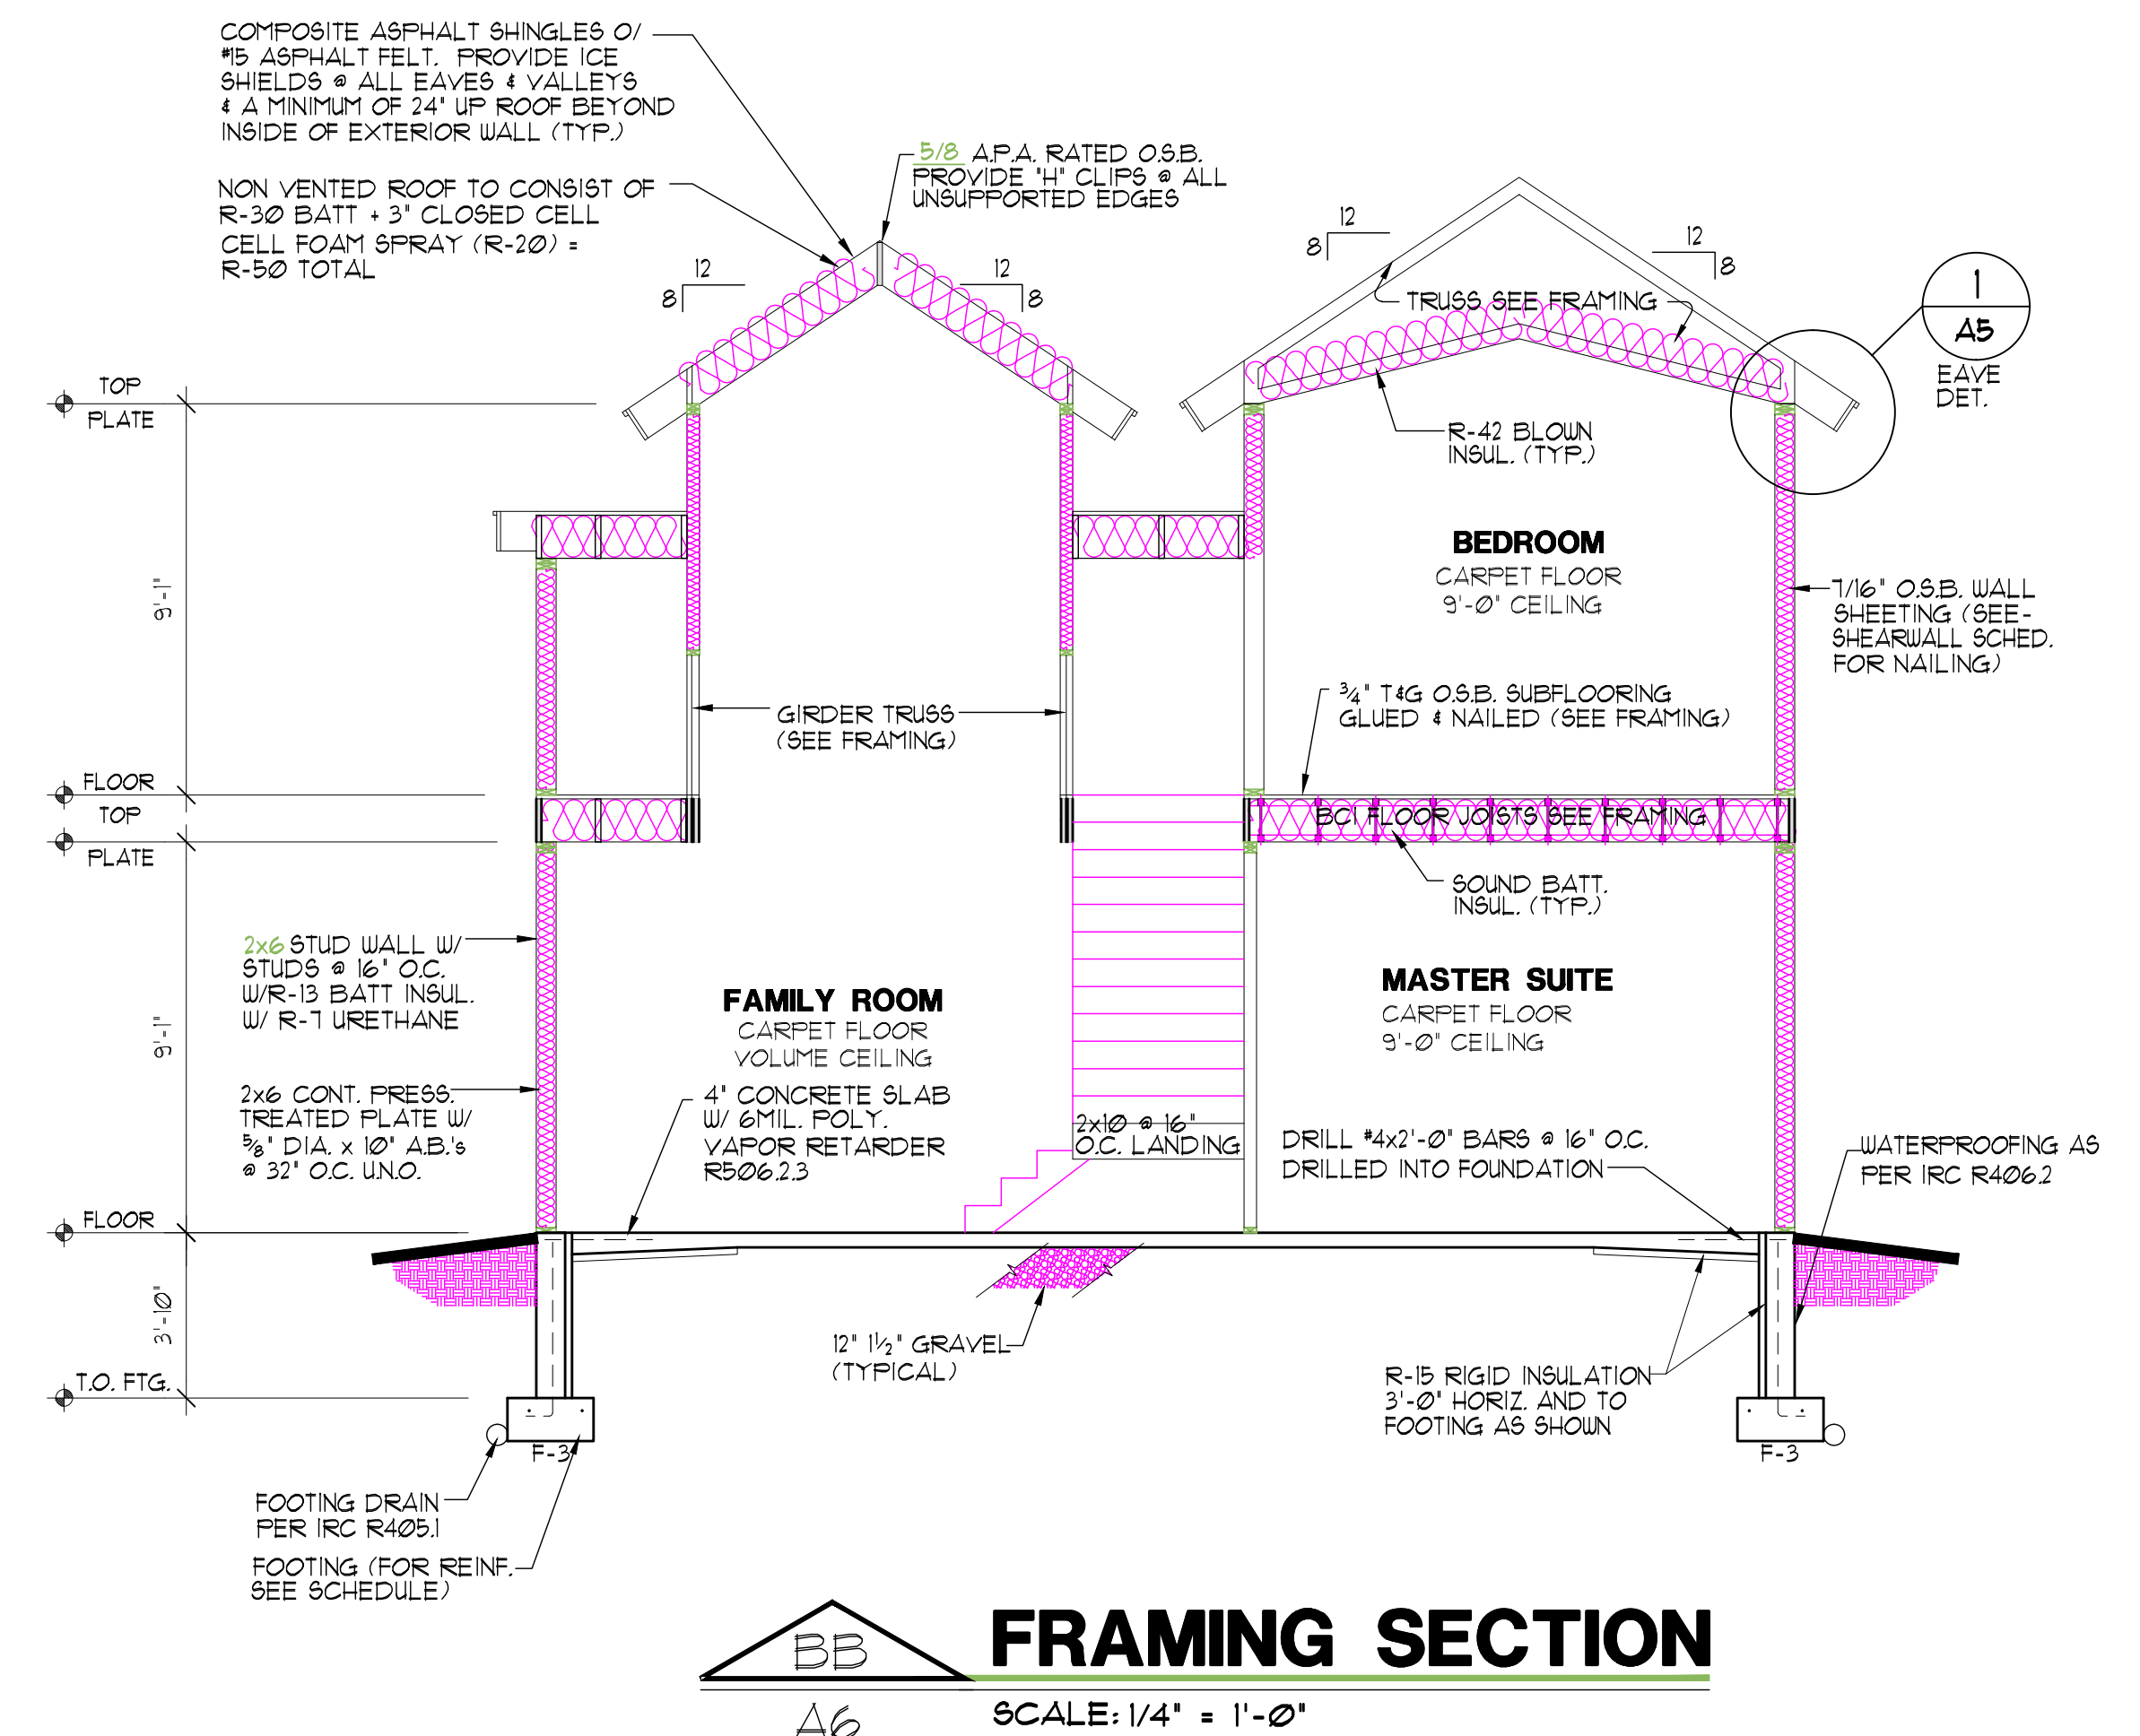 COMPOSITE ASPHALT SHINGLES O/
#15 ASPHALT FELT. PROVIDE ICE
SHIELDS @ ALL EAVES & VALLEYS
& A MINIMUM OF 24" UP ROOF BEYOND
INSIDE OF EXTERIOR WALL (TYP.)
NON VENTED ROOF TO CONSIST OF
R-30 BATT + 3" CLOSED CELL
CELL FOAM SPRAY (R-20) =
R-50 TOTAL
5/8 A.P.A. RATED O.S.B.
PROVIDE "H" CLIPS @ ALL
UNSUPPORTED EDGES
12
8
12
8
12
8
12
8
TRUSS SEE FRAMING
1
A5
EAVE
DET.
TOP
PLATE
R-42 BLOWN
INSUL. (TYP.)
BEDROOM
CARPET FLOOR
9'-0" CEILING
9'-1"
7/16" O.S.B. WALL
SHEETING (SEE-
SHEARWALL SCHED.
FOR NAILING)
GIRDER TRUSS
(SEE FRAMING)
3/4" T&G O.S.B. SUBFLOORING
GLUED & NAILED (SEE FRAMING)
FLOOR
TOP
PLATE
BCI FLOOR JOISTS SEE FRAMING
SOUND BATT.
INSUL. (TYP.)
2x6 STUD WALL W/
STUDS @ 16" O.C.
W/R-13 BATT INSUL.
W/ R-7 URETHANE
9'-1"
FAMILY ROOM
CARPET FLOOR
VOLUME CEILING
MASTER SUITE
CARPET FLOOR
9'-0" CEILING
2x6 CONT. PRESS.
TREATED PLATE W/
5/8" DIA. x 10" A.B.'s
@ 32" O.C. U.N.O.
4" CONCRETE SLAB
W/ 6MIL. POLY.
VAPOR RETARDER
R506.2.3
2x10 @ 16"
O.C. LANDING
DRILL #4x2'-0" BARS @ 16" O.C.
DRILLED INTO FOUNDATION
WATERPROOFING AS
PER IRC R406.2
FLOOR
3'-10"
T.O. FTG.
12" 1 1/2" GRAVEL
(TYPICAL)
R-15 RIGID INSULATION
3'-0" HORIZ. AND TO
FOOTING AS SHOWN
F-3
F-3
FOOTING DRAIN
PER IRC R405.1
FOOTING (FOR REINF.
SEE SCHEDULE)
BB
A6
FRAMING SECTION
SCALE: 1/4" = 1'-0"